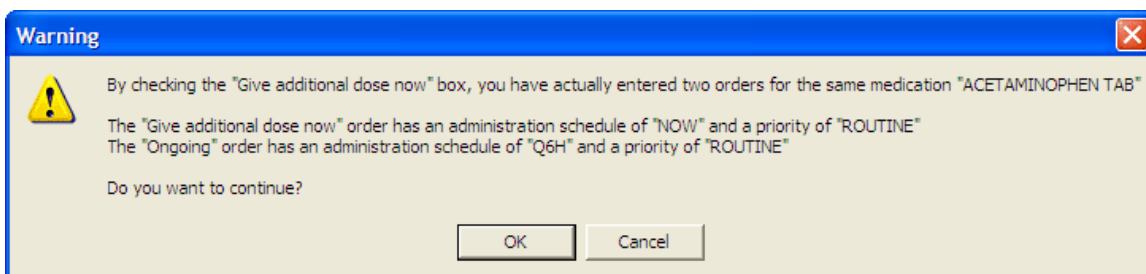 Warning
By checking the "Give additional dose now" box, you have actually entered two orders for the same medication "ACETAMINOPHEN TAB"
The "Give additional dose now" order has an administration schedule of "NOW" and a priority of "ROUTINE"
The "Ongoing" order has an administration schedule of "Q6H" and a priority of "ROUTINE"
Do you want to continue?
OK Cancel